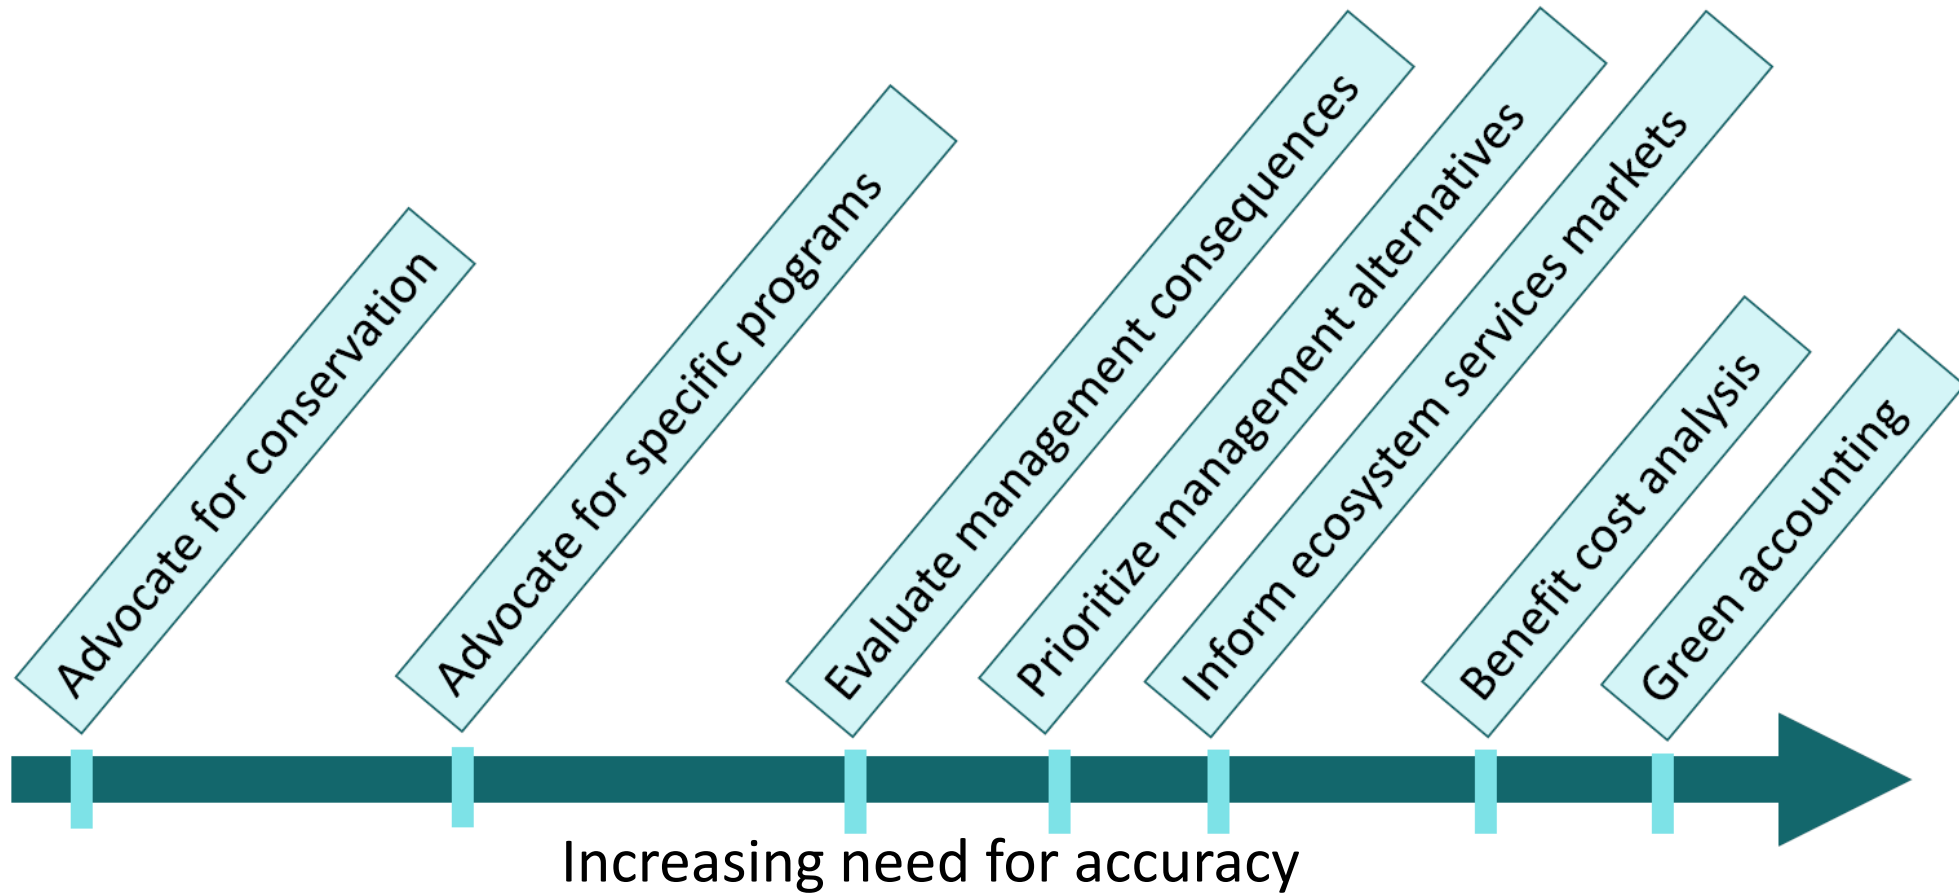 Advocate for conservation
Advocate for specific programs
Evaluate management consequences
Prioritize management alternatives
Inform ecosystem services markets
Benefit cost analysis
Green accounting
Increasing need for accuracy